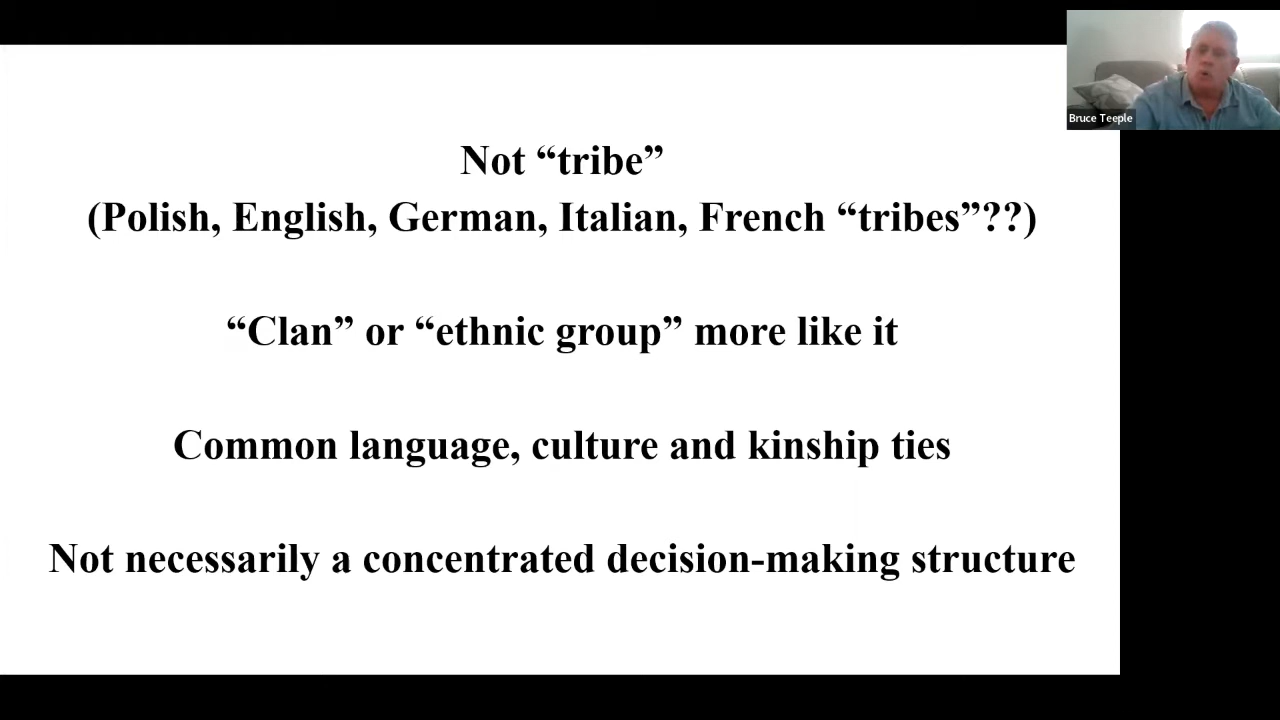 Bruce Teeple
Not “tribe”
(Polish, English, German, Italian, French “tribes”??)
“Clan” or “ethnic group” more like it
Common language, culture and kinship ties
Not necessarily a concentrated decision-making structure